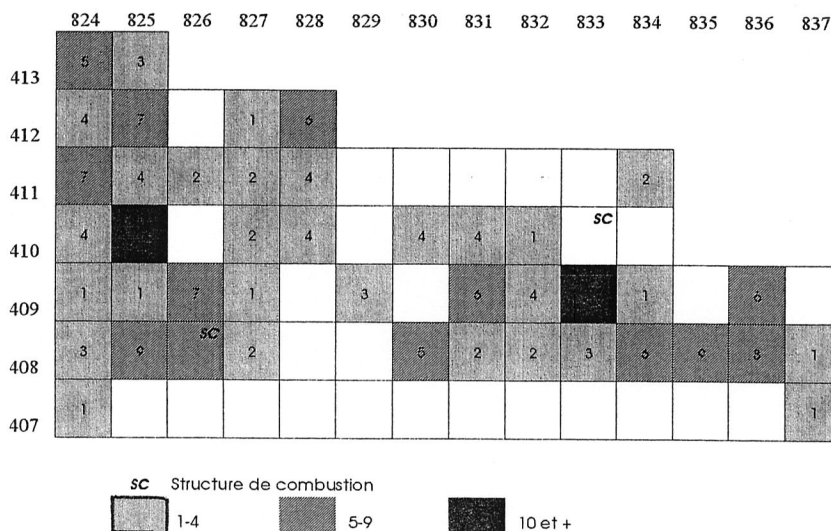 824 825 826 827 828 829 830 831 832 833 834 835 836 837
413 5 3
412 4 7 1 6
411 7 4 2 2 4 2
410 4 2 4 4 4 1 SC
409 1 1 7 1 3 6 4 1 6
408 3 9 SC 2 5 2 2 3 6 9 8 1
407 1 1
SC Structure de combustion
1-4 5-9 10 et +